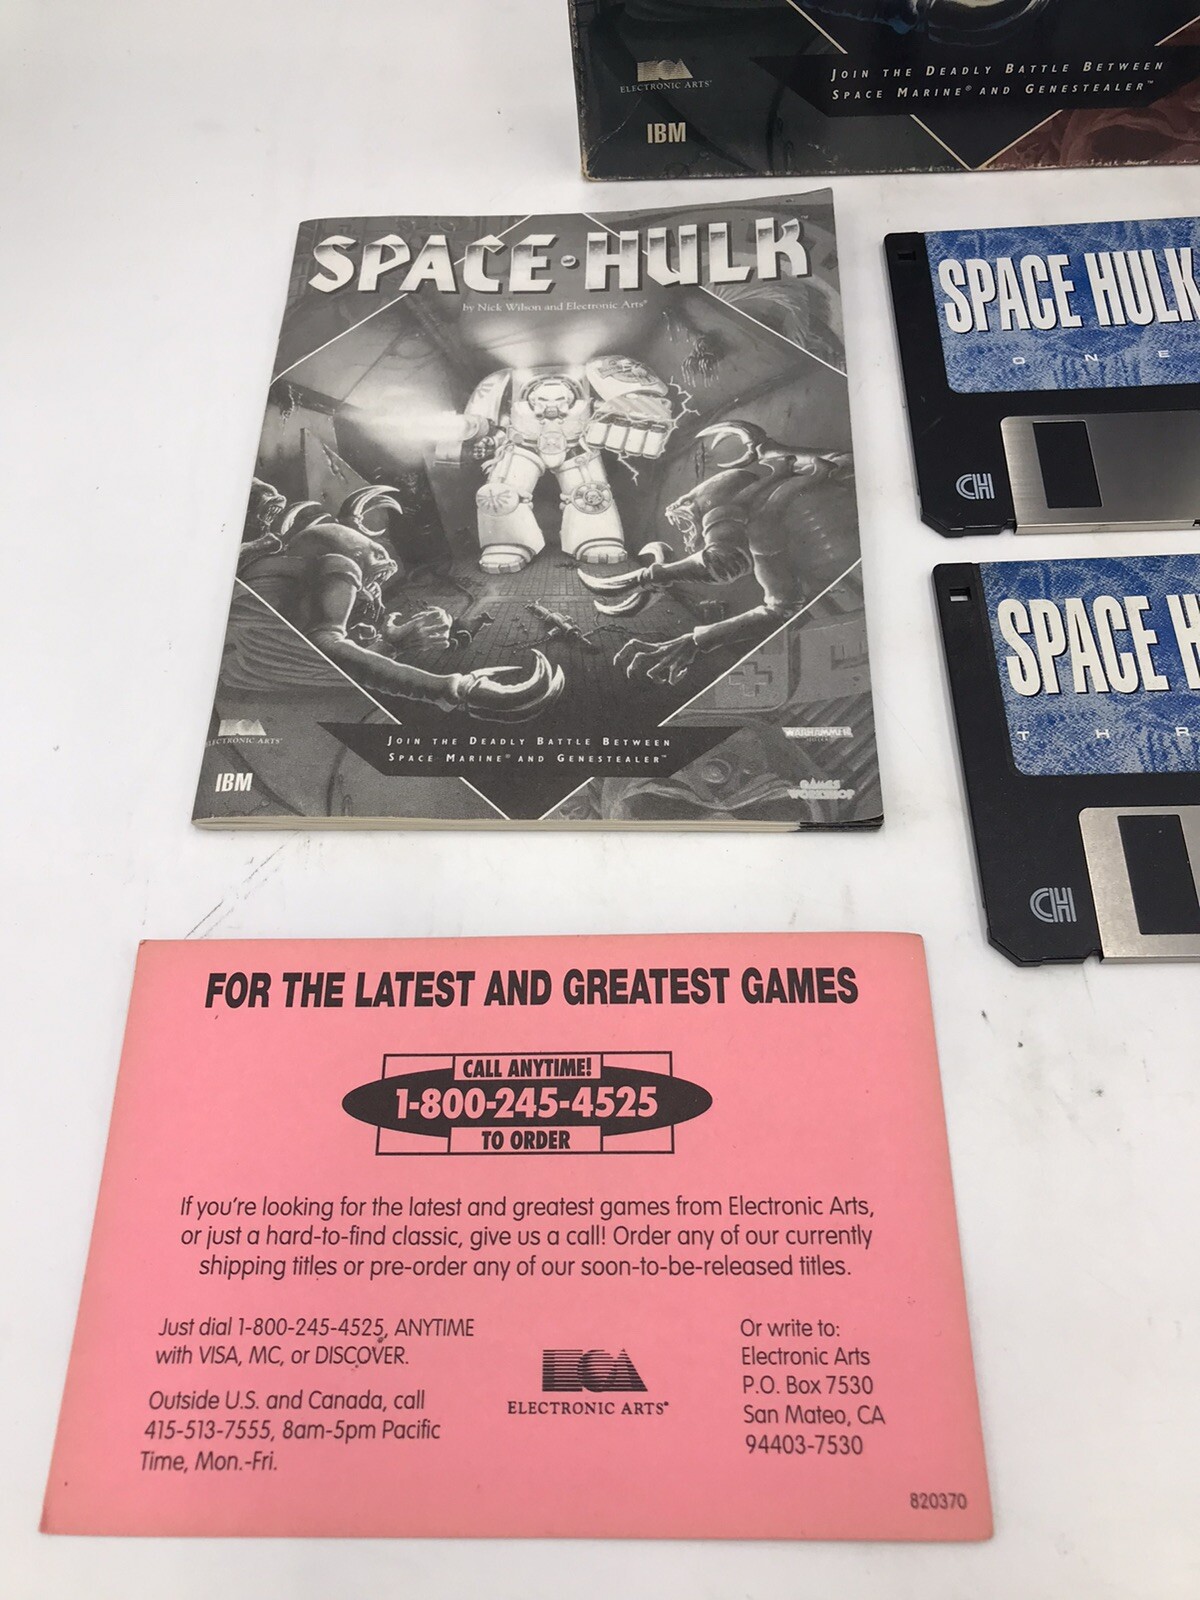 ELECTRONIC ARTS®
IBM
JOIN THE DEADLY BATTLE BETWEEN
SPACE MARINE® AND GENESTEALER™
SPACE·HULK
by Nick Wilson and Electronic Arts®
ELECTRONIC ARTS®
IBM
JOIN THE DEADLY BATTLE BETWEEN
SPACE MARINE® AND GENESTEALER™
WARHAMMER
GAMES
WORKSHOP
SPACE HULK
ONE
CH
SPACE H
THR
CH
FOR THE LATEST AND GREATEST GAMES
CALL ANYTIME!
1-800-245-4525
TO ORDER
If you're looking for the latest and greatest games from Electronic Arts,
or just a hard-to-find classic, give us a call! Order any of our currently
shipping titles or pre-order any of our soon-to-be-released titles.
Just dial 1-800-245-4525, ANYTIME
with VISA, MC, or DISCOVER.
Outside U.S. and Canada, call
415-513-7555, 8am-5pm Pacific
Time, Mon.-Fri.
ELECTRONIC ARTS®
Or write to:
Electronic Arts
P.O. Box 7530
San Mateo, CA
94403-7530
820370